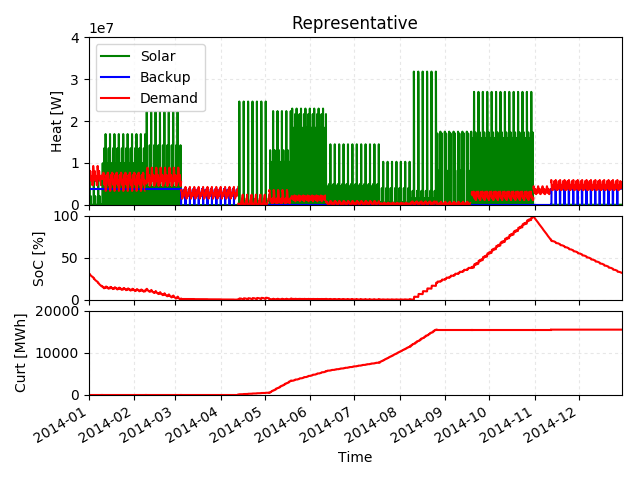 Representative
1e7
4
3
2
1
0
Heat [W]
Solar
Backup
Demand
100
50
0
SoC [%]
20000
10000
0
Curt [MWh]
2014-01
2014-02
2014-03
2014-04
2014-05
2014-06
2014-07
2014-08
2014-09
2014-10
2014-11
2014-12
Time